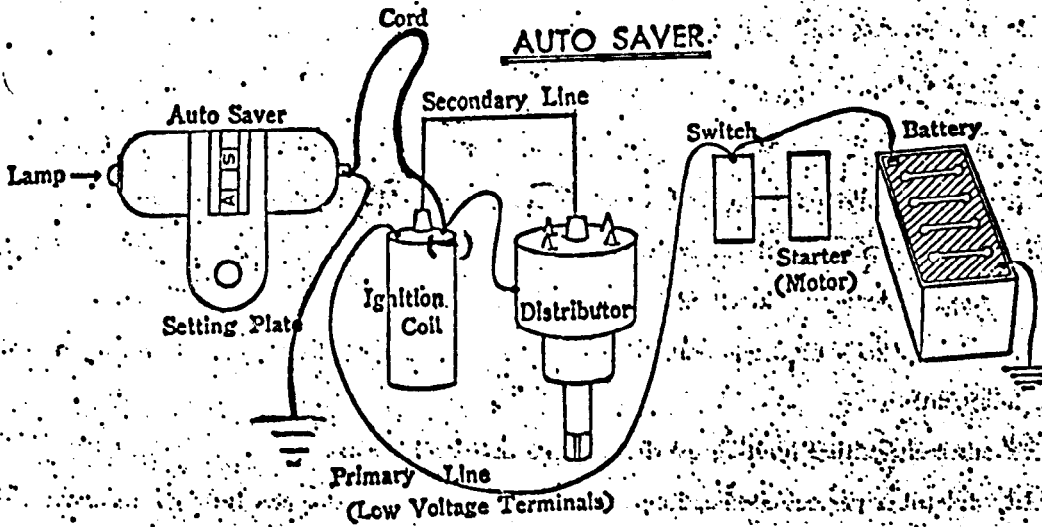 Cord
AUTO SAVER
Auto Saver
Secondary Line
Switch
Battery
Lamp
A S
Starter
(Motor)
Setting Plate
Ignition
Coil
Distributor
Primary Line
(Low Voltage Terminals)